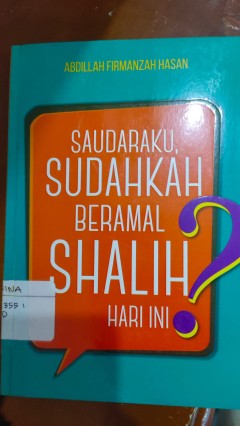 ABDILLAH FIRMANZAH HASAN
SAUDARAKU,
SUDAHKAH
BERAMAL
SHALIH
HARI INI ?